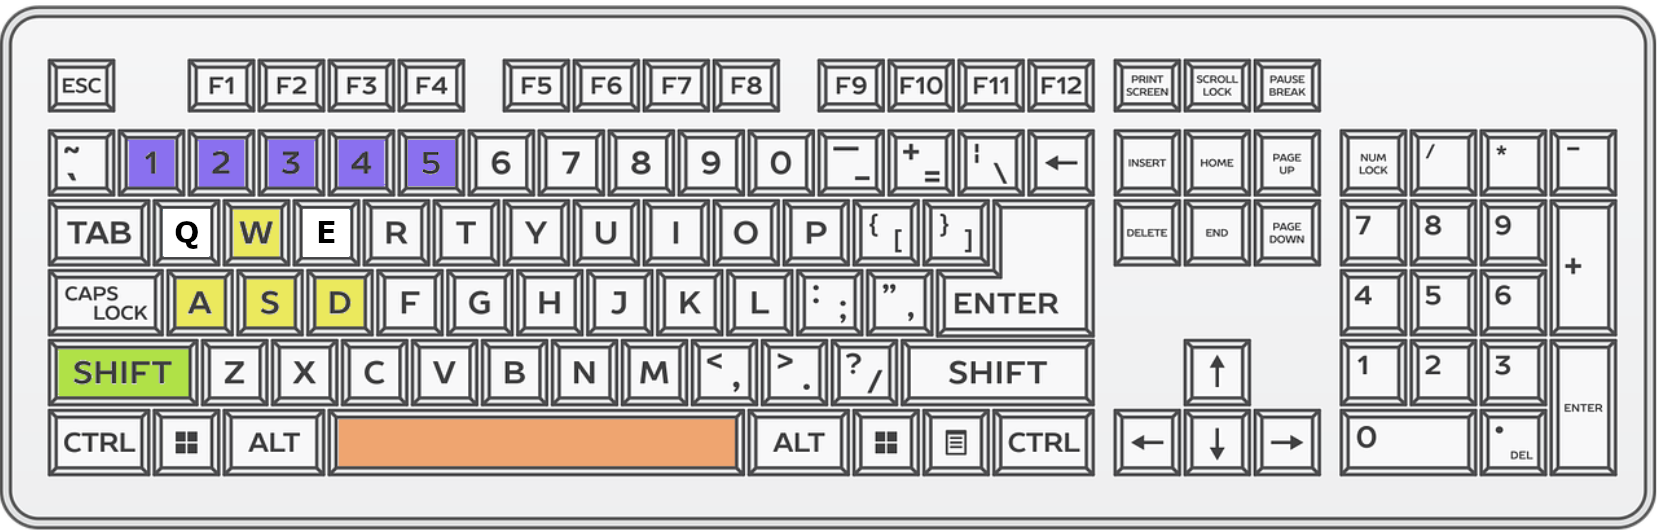 ESC F1 F2 F3 F4 F5 F6 F7 F8 F9 F10 F11 F12 PRINT SCREEN SCROLL LOCK PAUSE BREAK
~ ` 1 2 3 4 5 6 7 8 9 0 — – + = ¦ \ ← INSERT HOME PAGE UP NUM LOCK / * −
TAB Q W E R T Y U I O P { [ } ] DELETE END PAGE DOWN 7 8 9 +
CAPS LOCK A S D F G H J K L : ; ” , ENTER 4 5 6
SHIFT Z X C V B N M < , > . ? / SHIFT ↑ 1 2 3 ENTER
CTRL ALT ALT CTRL ← ↓ → 0 • DEL